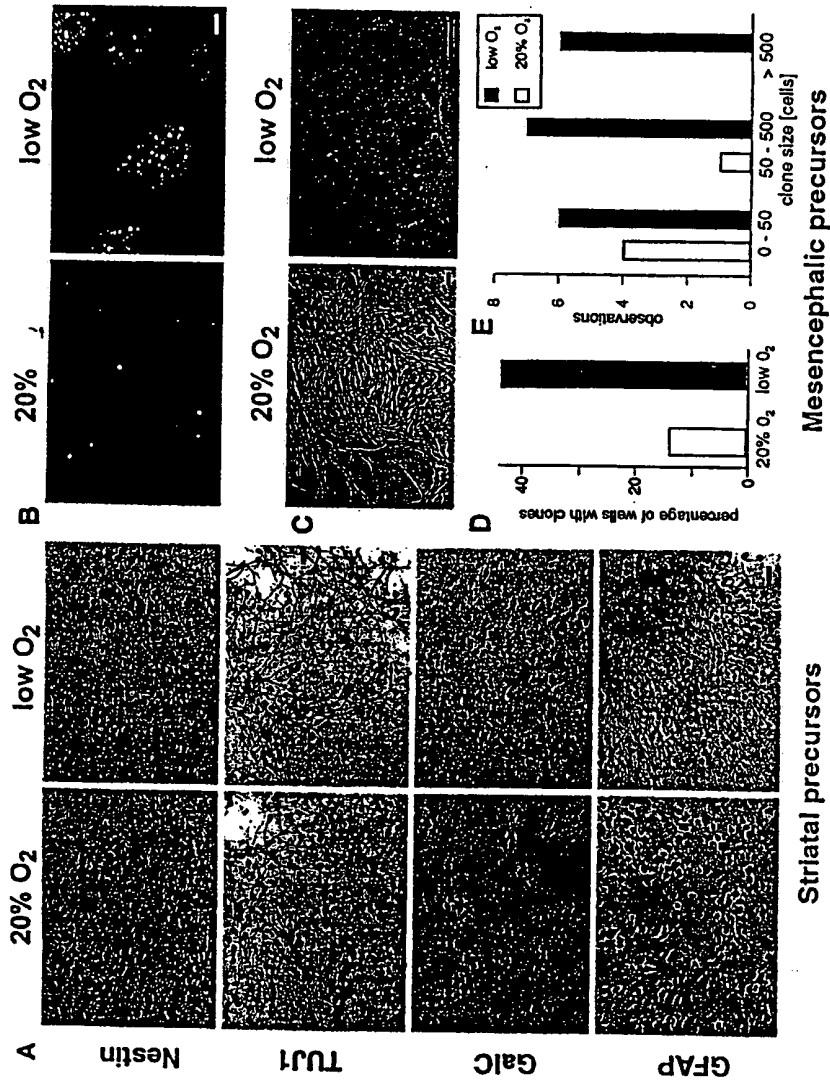 A
20% O₂
low O₂
Nestin
TUJ1
GalC
GFAP
Striatal precursors
B
20%
low O₂
C
20% O₂
low O₂
D
percentage of wells with clones
40
20
0
20% O₂
low O₂
E
observations
8
6
4
2
0
0 - 50
50 - 500
> 500
clone size [cells]
low O₂
20% O₂
Mesencephalic precursors